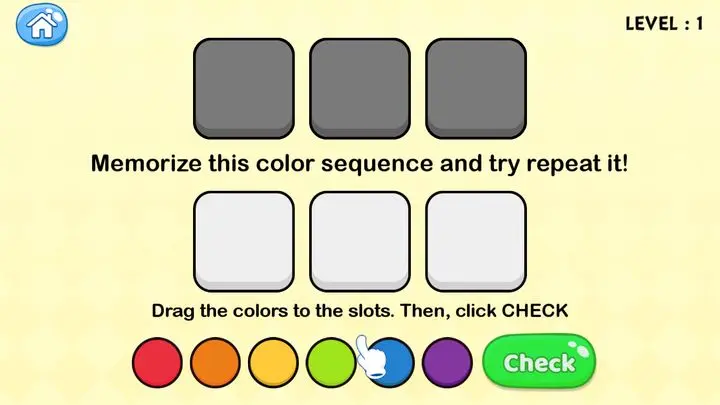 LEVEL : 1
Memorize this color sequence and try repeat it!
Drag the colors to the slots. Then, click CHECK
Check